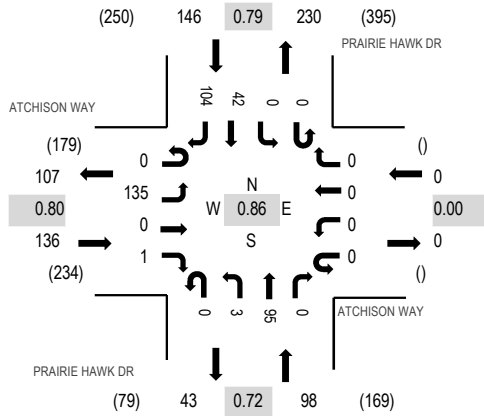 (250) 146 0.79 230 (395)
PRAIRIE HAWK DR
104 42 0 0
ATCHISON WAY
(179)
107
0.80
136
(234)
0
135
0
1
N
W 0.86 E
S
0
0
0
0
()
0
0.00
0
()
0 3 95 0
ATCHISON WAY
PRAIRIE HAWK DR
(79) 43 0.72 98 (169)